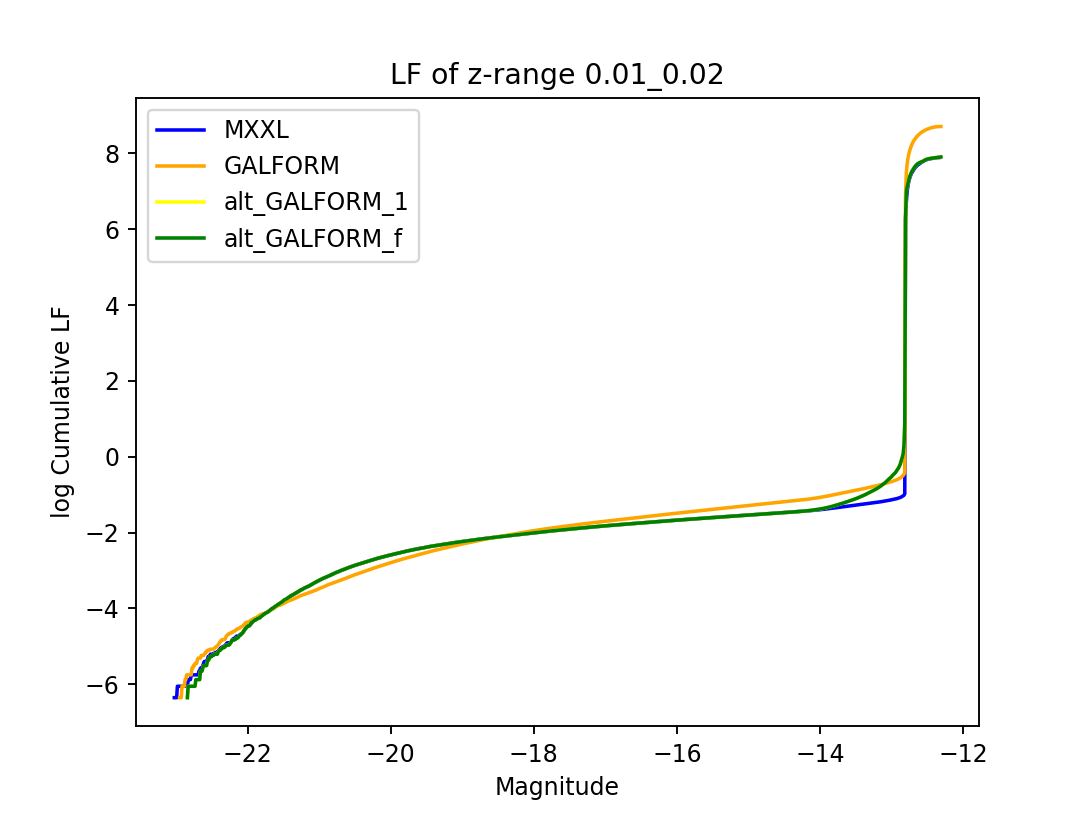 LF of z-range 0.01_0.02
MXXL
GALFORM
alt_GALFORM_1
alt_GALFORM_f
8
6
4
2
0
−2
−4
−6
log Cumulative LF
−22
−20
−18
−16
−14
−12
Magnitude